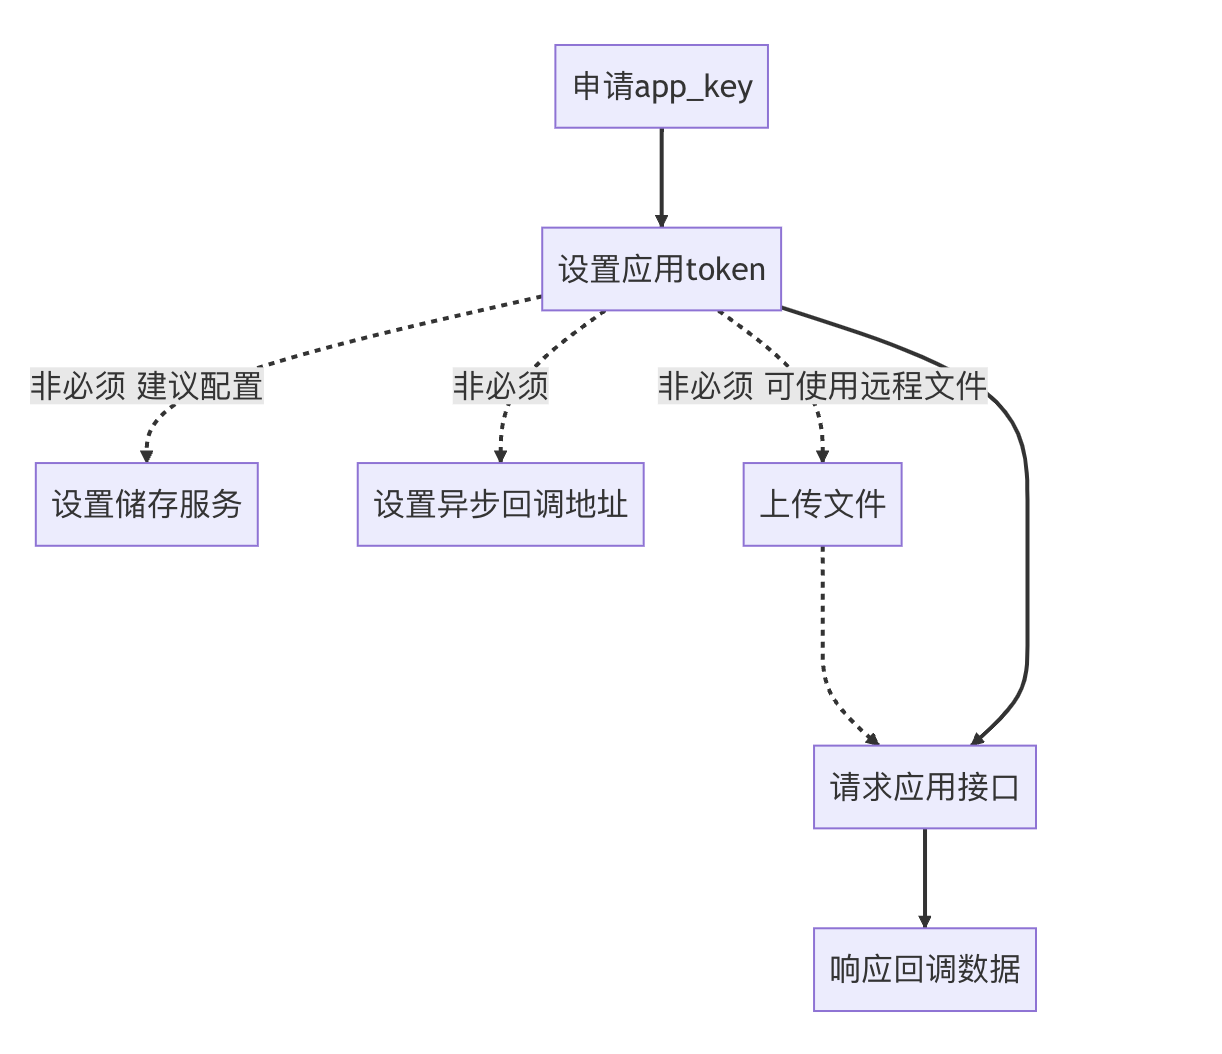 申请app_key
设置应用token
非必须 建议配置
非必须
非必须 可使用远程文件
设置储存服务
设置异步回调地址
上传文件
请求应用接口
响应回调数据